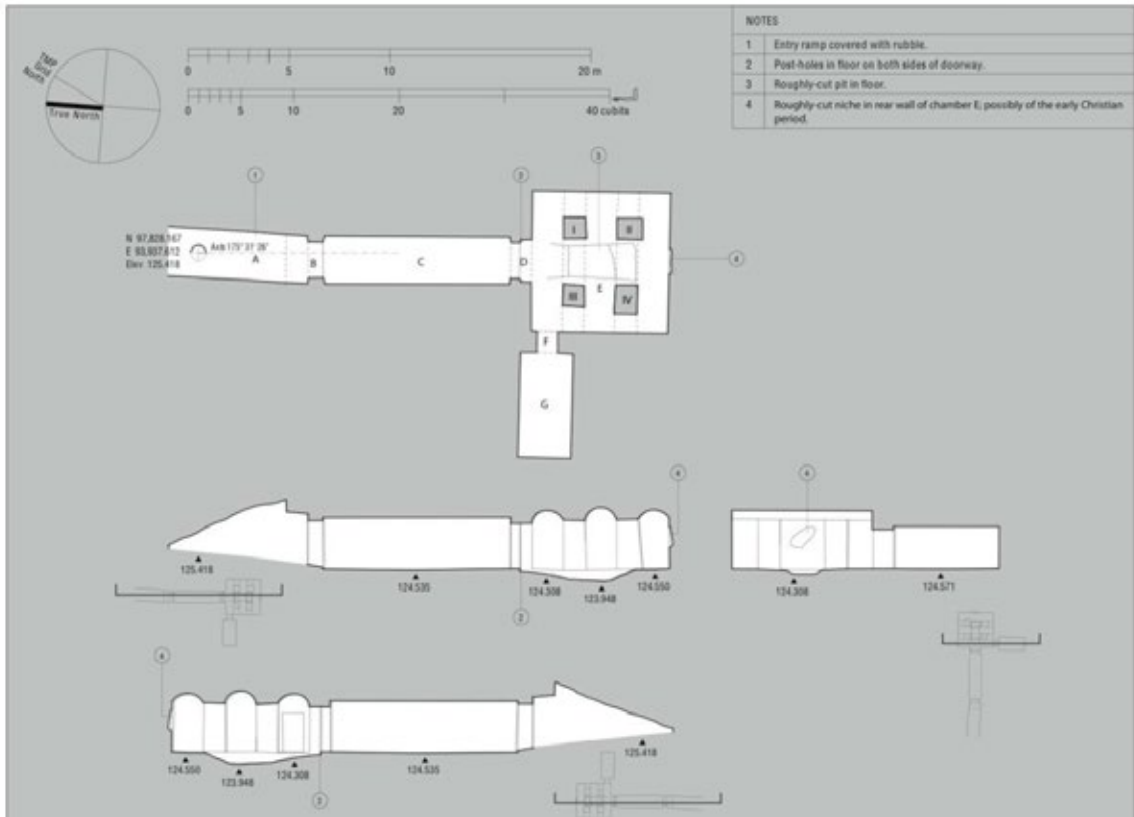 NOTES
1 Entry ramp covered with rubble.
2 Post-holes in floor on both sides of doorway.
3 Roughly-cut pit in floor.
4 Roughly-cut niche in rear wall of chamber E; possibly of the early Christian
period.
TMP
Grid
North
True North
0 5 10 20 m
0 5 10 20 40 cubits
1
2
3
N 97,828.167
E 93,937.612
Elev: 125.418
Axis 175° 31' 26"
A
B
C
D
E
I
II
III
IV
4
F
G
4
4
125.418
124.535
124.308
123.948
124.550
2
124.308
124.571
4
124.550
123.948
124.308
124.535
125.418
2